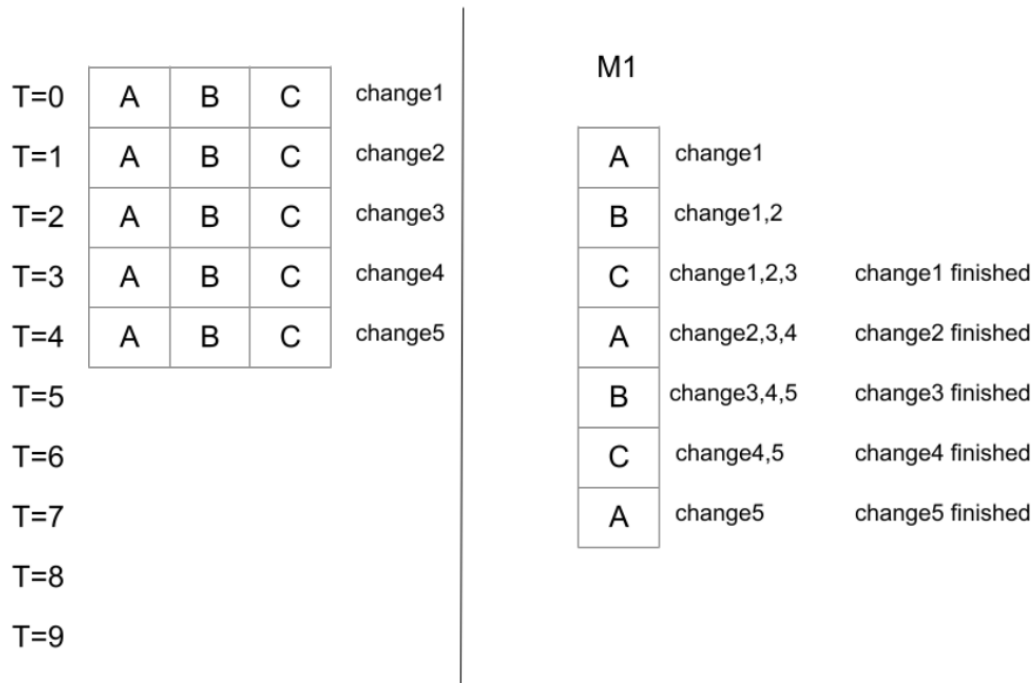 M1
T=0 A B C change1
T=1 A B C change2 A change1
T=2 A B C change3 B change1,2
T=3 A B C change4 C change1,2,3 change1 finished
T=4 A B C change5 A change2,3,4 change2 finished
T=5 B change3,4,5 change3 finished
T=6 C change4,5 change4 finished
T=7 A change5 change5 finished
T=8
T=9